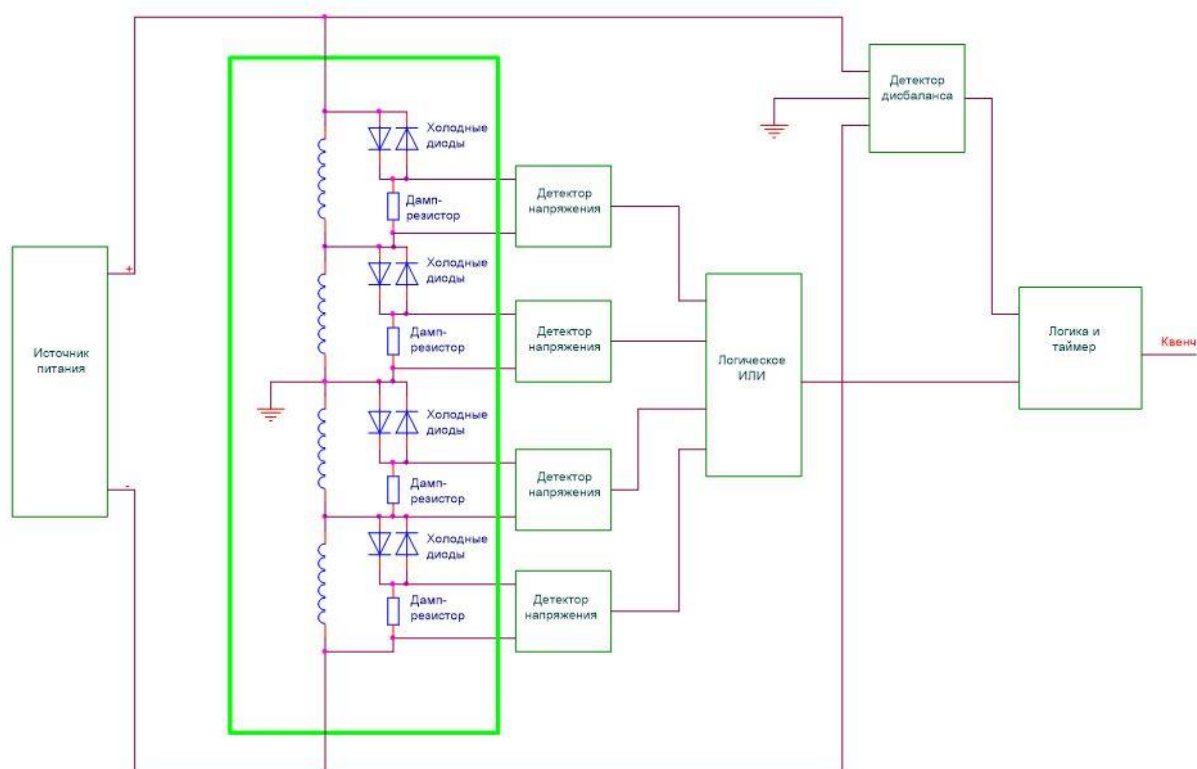 Детектор
дисбаланса
Холодные
диоды
Детектор
напряжения
Дамп-
резистор
+
Холодные
диоды
Источник
питания
Дамп-
резистор
Детектор
напряжения
Логика и
таймер
Квенч
Логическое
ИЛИ
Холодные
диоды
-
Дамп-
резистор
Детектор
напряжения
Холодные
диоды
Дамп-
резистор
Детектор
напряжения